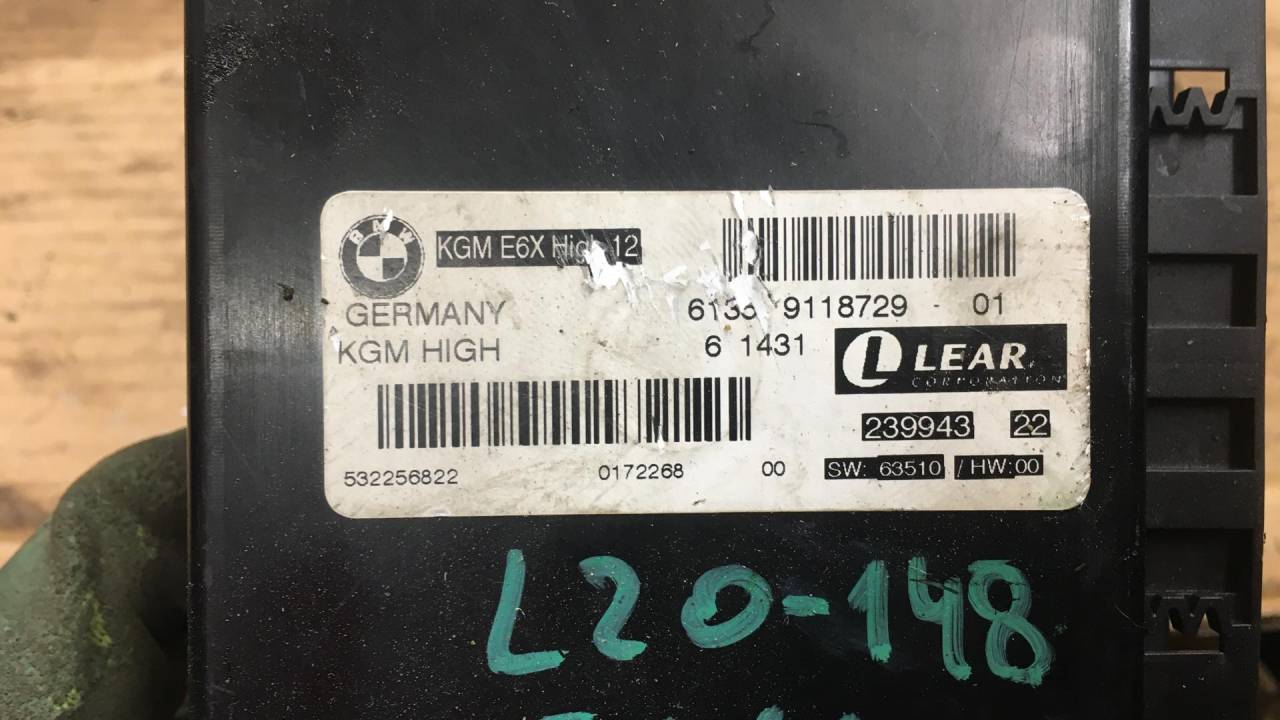 BMW
KGM E6X High 12
GERMANY
KGM HIGH
9118729 - 01
6 1431
LEAR
CORPORATION
239943 22
532256822 0172268 00
SW: 63510 / HW:00
L20-148